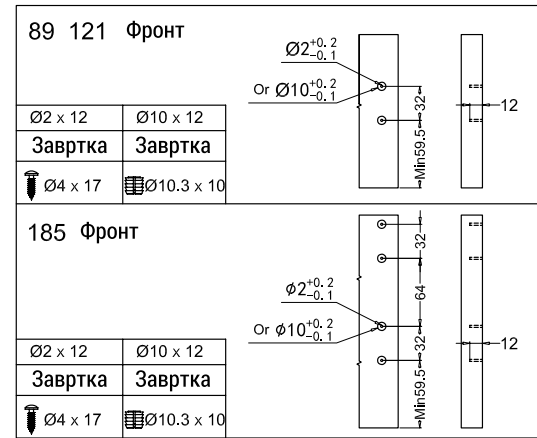 89 121 Фронт
Ø2+0.2 -0.1
Or Ø10+0.2 -0.1
32
12
Min59.5
Ø2 x 12 Ø10 x 12
Завртка Завртка
Ø4 x 17 Ø10.3 x 10
185 Фронт
32
64
ϕ2+0.2 -0.1
Or ϕ10+0.2 -0.1
32
12
Min59.5
Ø2 x 12 Ø10 x 12
Завртка Завртка
Ø4 x 17 Ø10.3 x 10